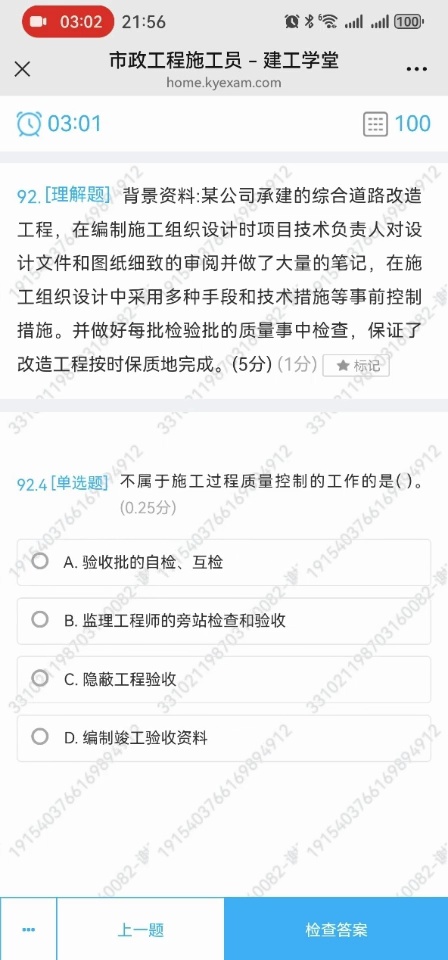 03:02 21:56 6 100
市政工程施工员 – 建工学堂
home.kyexam.com
03:01 100
92.[理解题] 背景资料:某公司承建的综合道路改造
工程，在编制施工组织设计时项目技术负责人对设
计文件和图纸细致的审阅并做了大量的笔记，在施
工组织设计中采用多种手段和技术措施等事前控制
措施。并做好每批检验批的质量事中检查，保证了
改造工程按时保质地完成。(5分) (1分) ★ 标记
92.4 [单选题] 不属于施工过程质量控制的工作的是( )。
(0.25分)
A. 验收批的自检、互检
B. 监理工程师的旁站检查和验收
C. 隐蔽工程验收
D. 编制竣工验收资料
上一题 检查答案